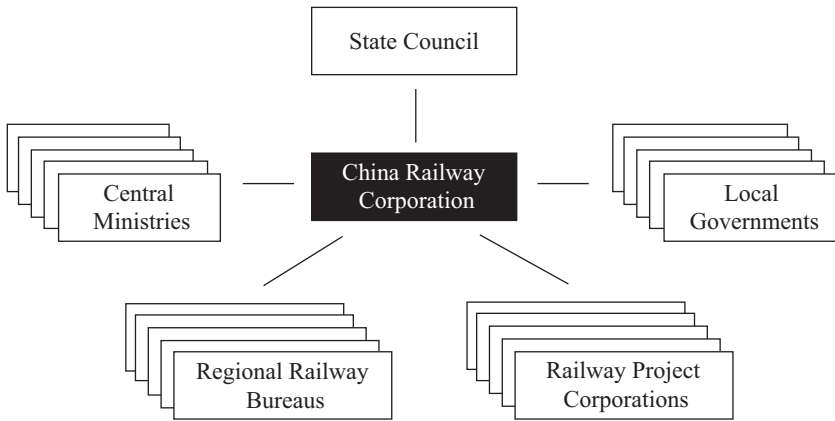 State Council
China Railway
Corporation
Central
Ministries
Local
Governments
Regional Railway
Bureaus
Railway Project
Corporations